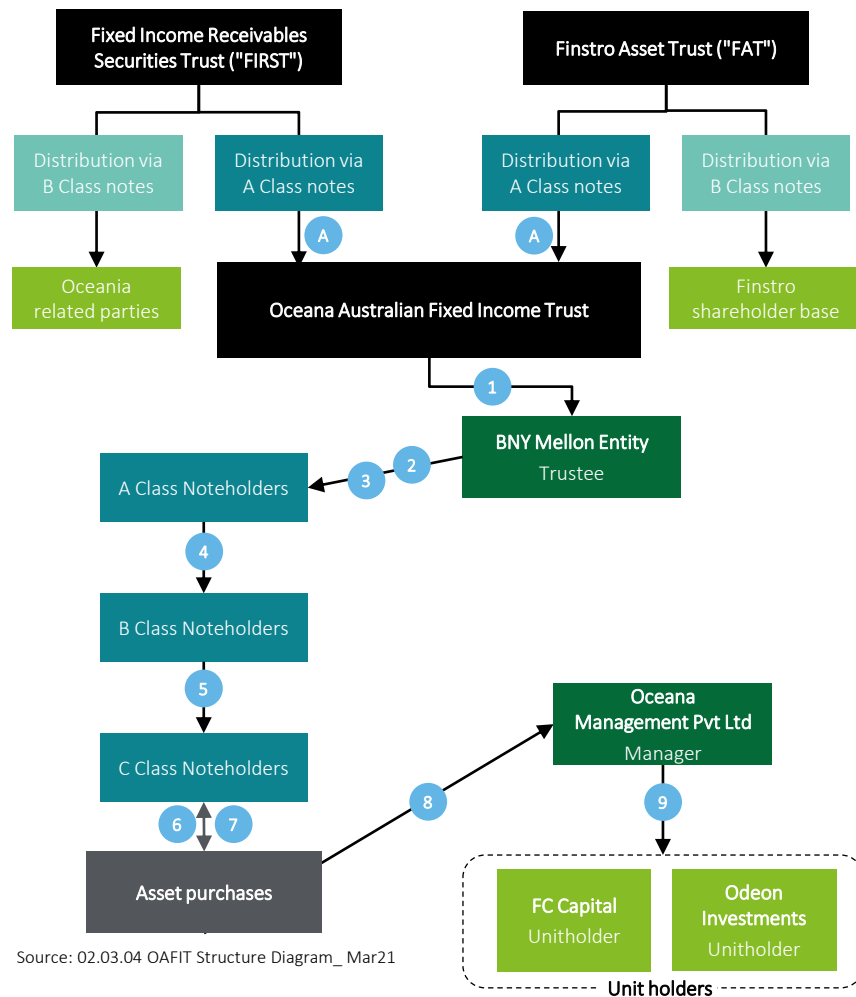 Fixed Income Receivables
Securities Trust ("FIRST")
Finstro Asset Trust ("FAT")
Distribution via
B Class notes
Distribution via
A Class notes
Distribution via
A Class notes
Distribution via
B Class notes
A
A
Oceania
related parties
Oceana Australian Fixed Income Trust
Finstro
shareholder base
1
BNY Mellon Entity
Trustee
2
3
A Class Noteholders
4
B Class Noteholders
5
Oceana
Management Pvt Ltd
Manager
C Class Noteholders
6
7
8
9
Asset purchases
FC Capital
Unitholder
Odeon
Investments
Unitholder
Source: 02.03.04 OAFIT Structure Diagram_ Mar21
Unit holders